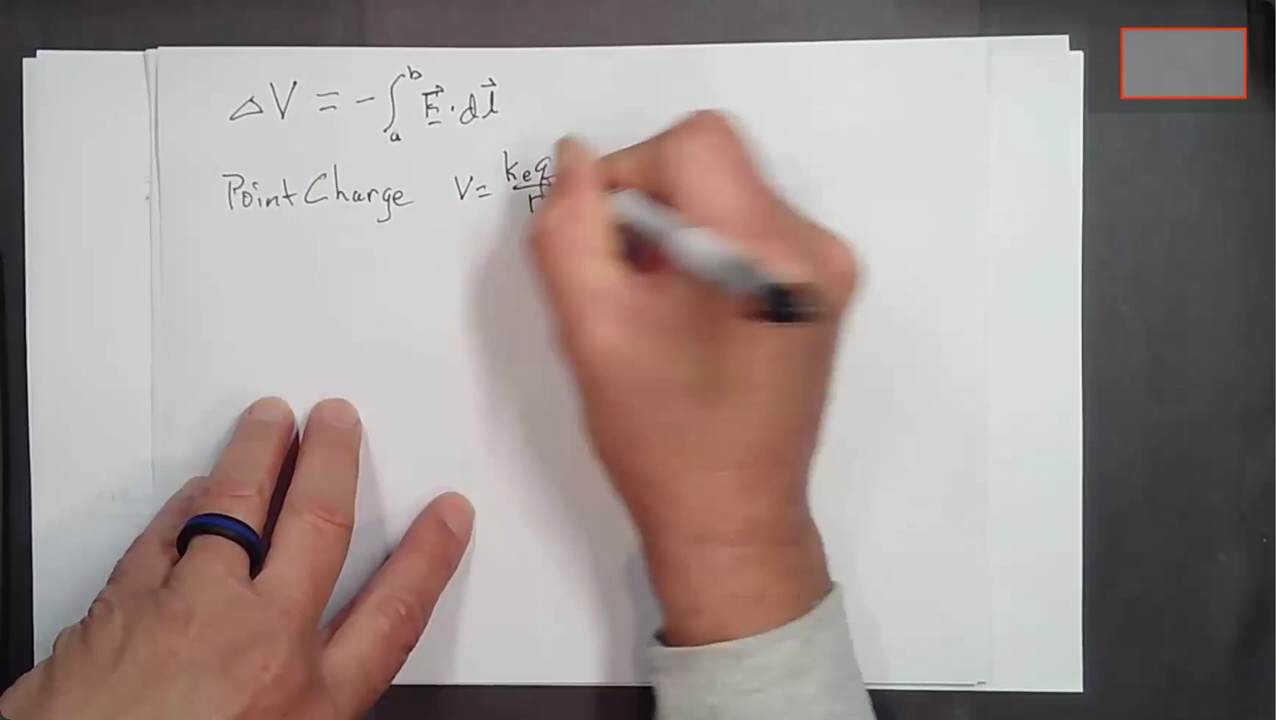 ΔV = -∫ₐᵇ E⃗ · dl⃗
Point Charge V = kₑq/r